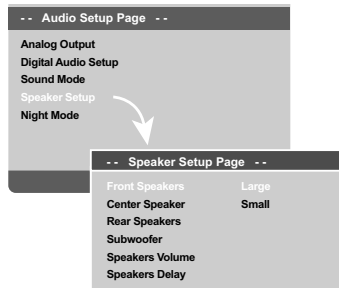 - - Audio Setup Page - -
Analog Output
Digital Audio Setup
Sound Mode
Speaker Setup
Night Mode
- - Speaker Setup Page - -
Front Speakers Large
Center Speaker Small
Rear Speakers
Subwoofer
Speakers Volume
Speakers Delay